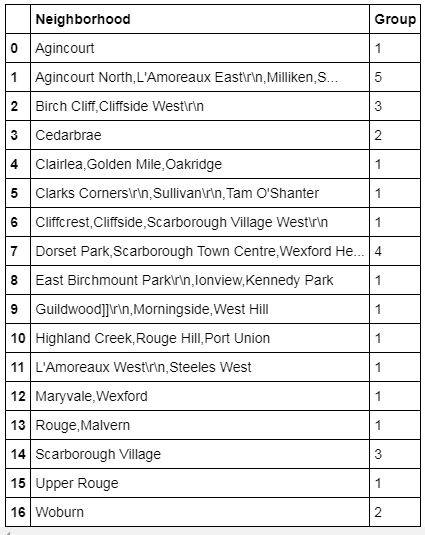 Neighborhood Group
0 Agincourt 1
1 Agincourt North,L'Amoreaux East\r\n,Milliken,S... 5
2 Birch Cliff,Cliffside West\r\n 3
3 Cedarbrae 2
4 Clairlea,Golden Mile,Oakridge 1
5 Clarks Corners\r\n,Sullivan\r\n,Tam O'Shanter 1
6 Cliffcrest,Cliffside,Scarborough Village West\r\n 1
7 Dorset Park,Scarborough Town Centre,Wexford He... 4
8 East Birchmount Park\r\n,Ionview,Kennedy Park 1
9 Guildwood]]\r\n,Morningside,West Hill 1
10 Highland Creek,Rouge Hill,Port Union 1
11 L'Amoreaux West\r\n,Steeles West 1
12 Maryvale,Wexford 1
13 Rouge,Malvern 1
14 Scarborough Village 3
15 Upper Rouge 1
16 Woburn 2